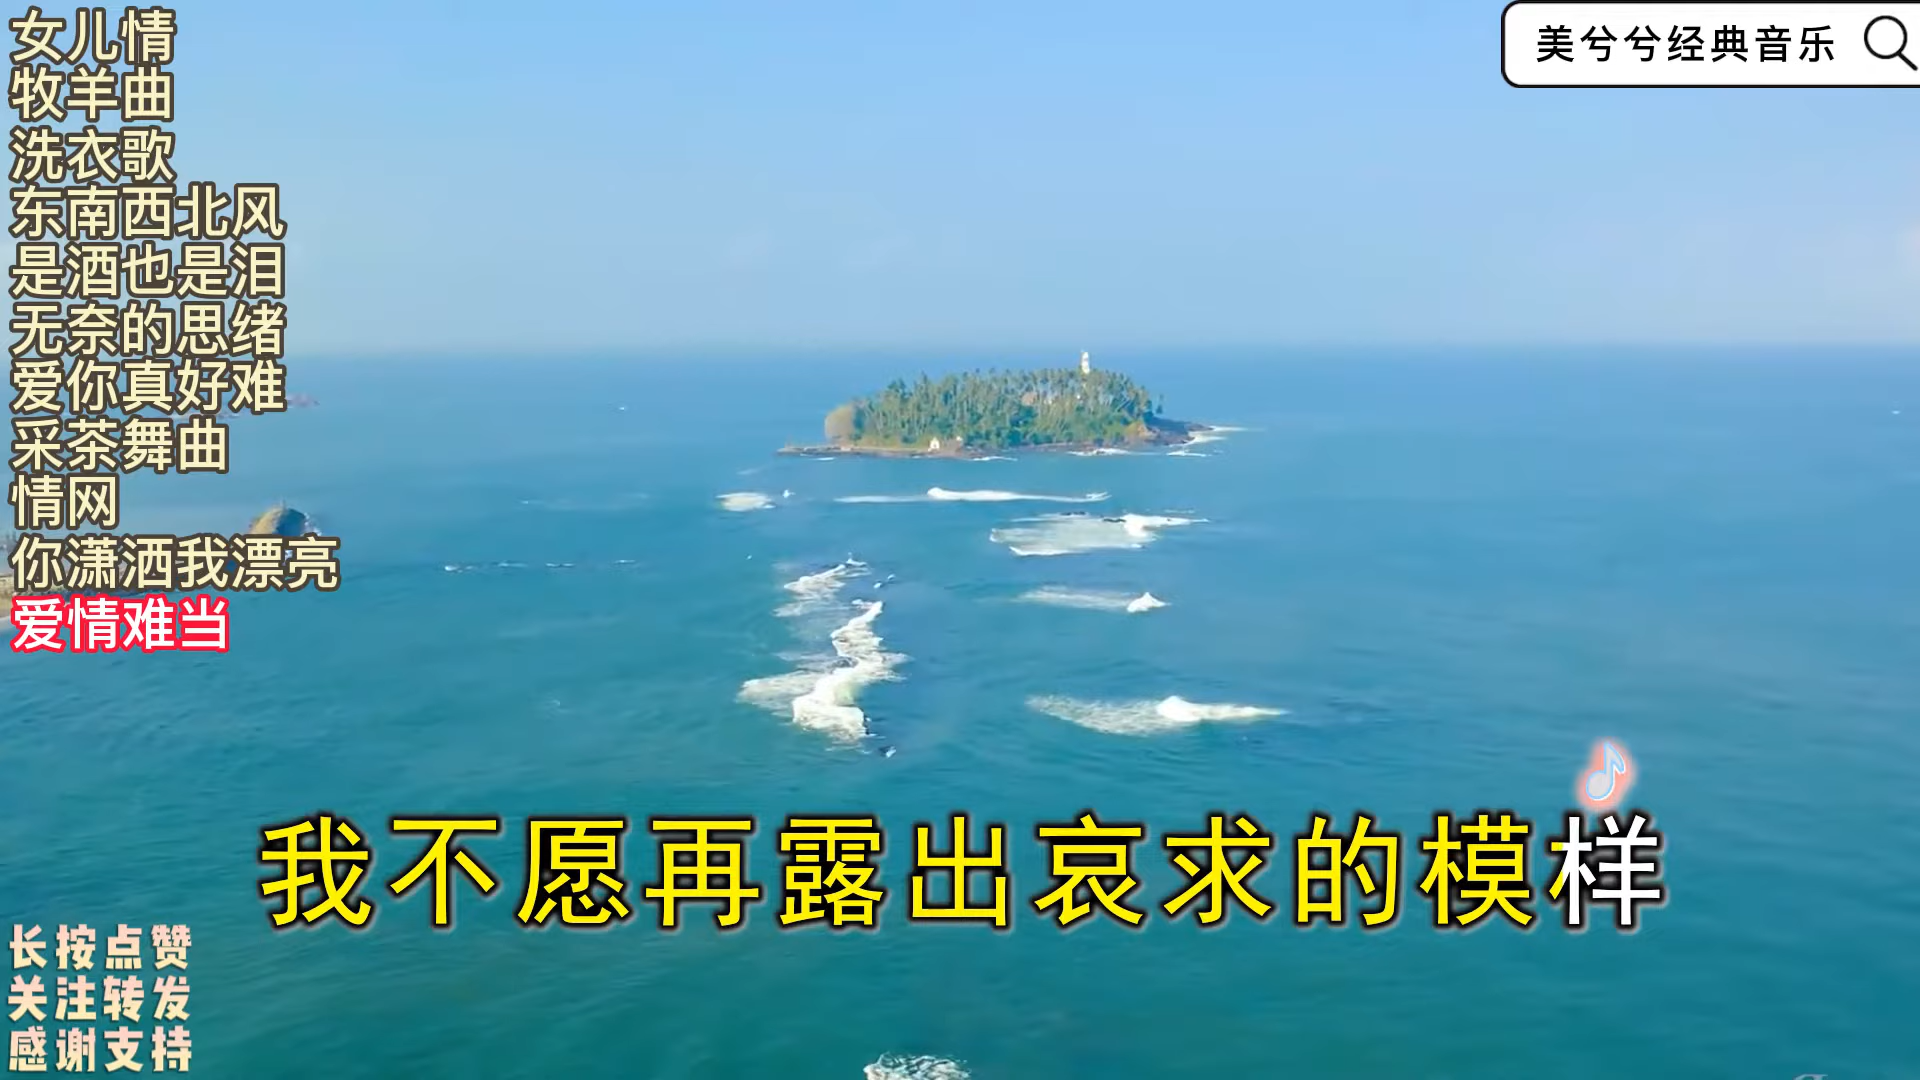 女儿情
牧羊曲
洗衣歌
东南西北风
是酒也是泪
无奈的思绪
爱你真好难
采茶舞曲
情网
你潇洒我漂亮
爱情难当
美兮兮经典音乐
我不愿再露出哀求的模样
长按点赞
关注转发
感谢支持